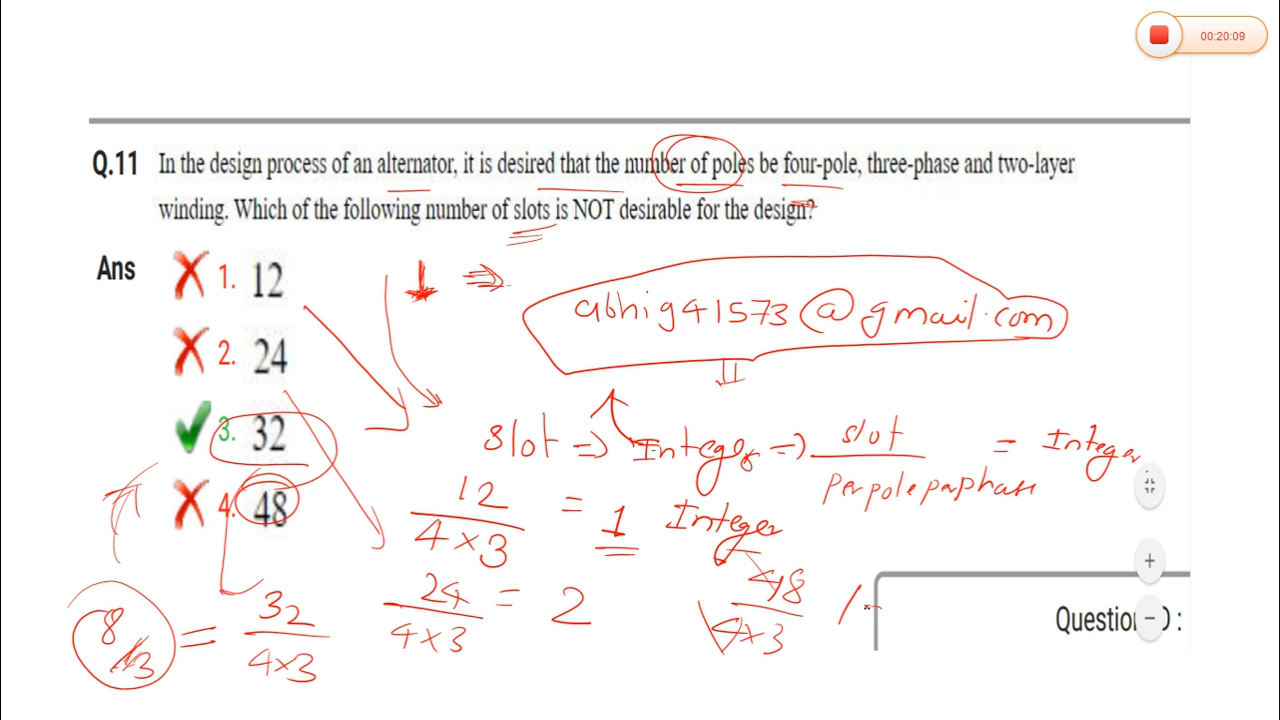 00:20:09
Q.11 In the design process of an alternator, it is desired that the number of poles be four-pole, three-phase and two-layer
winding. Which of the following number of slots is NOT desirable for the design?
Ans
1. 12
2. 24
3. 32
4. 48
abhig41573@gmail.com
slot => Integer => slot / per pole per phase = Integer
12 / 4×3 = 1 Integer
24 / 4×3 = 2
48 / 4×3
8/3 = 32 / 4×3
Question
D :